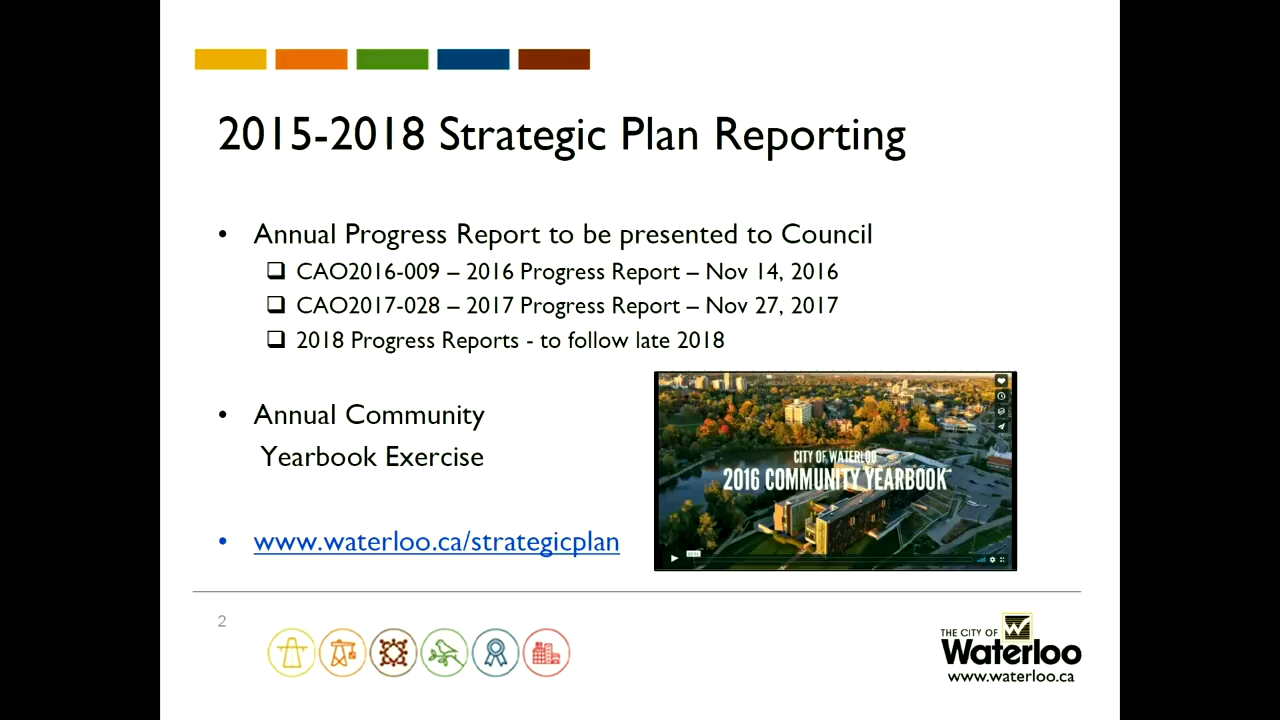 2015-2018 Strategic Plan Reporting
• Annual Progress Report to be presented to Council
❑ CAO2016-009 – 2016 Progress Report – Nov 14, 2016
❑ CAO2017-028 – 2017 Progress Report – Nov 27, 2017
❑ 2018 Progress Reports - to follow late 2018
• Annual Community
Yearbook Exercise
CITY OF WATERLOO
2016 COMMUNITY YEARBOOK
• www.waterloo.ca/strategicplan
2
THE CITY OF
Waterloo
www.waterloo.ca